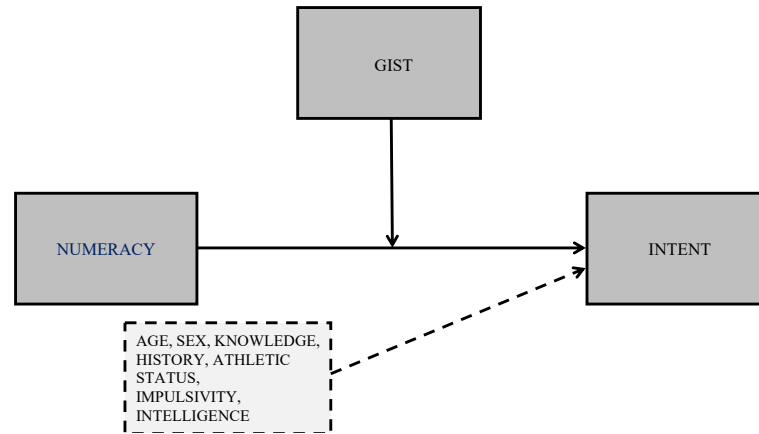 GIST
NUMERACY
INTENT
AGE, SEX, KNOWLEDGE,
HISTORY, ATHLETIC
STATUS,
IMPULSIVITY,
INTELLIGENCE